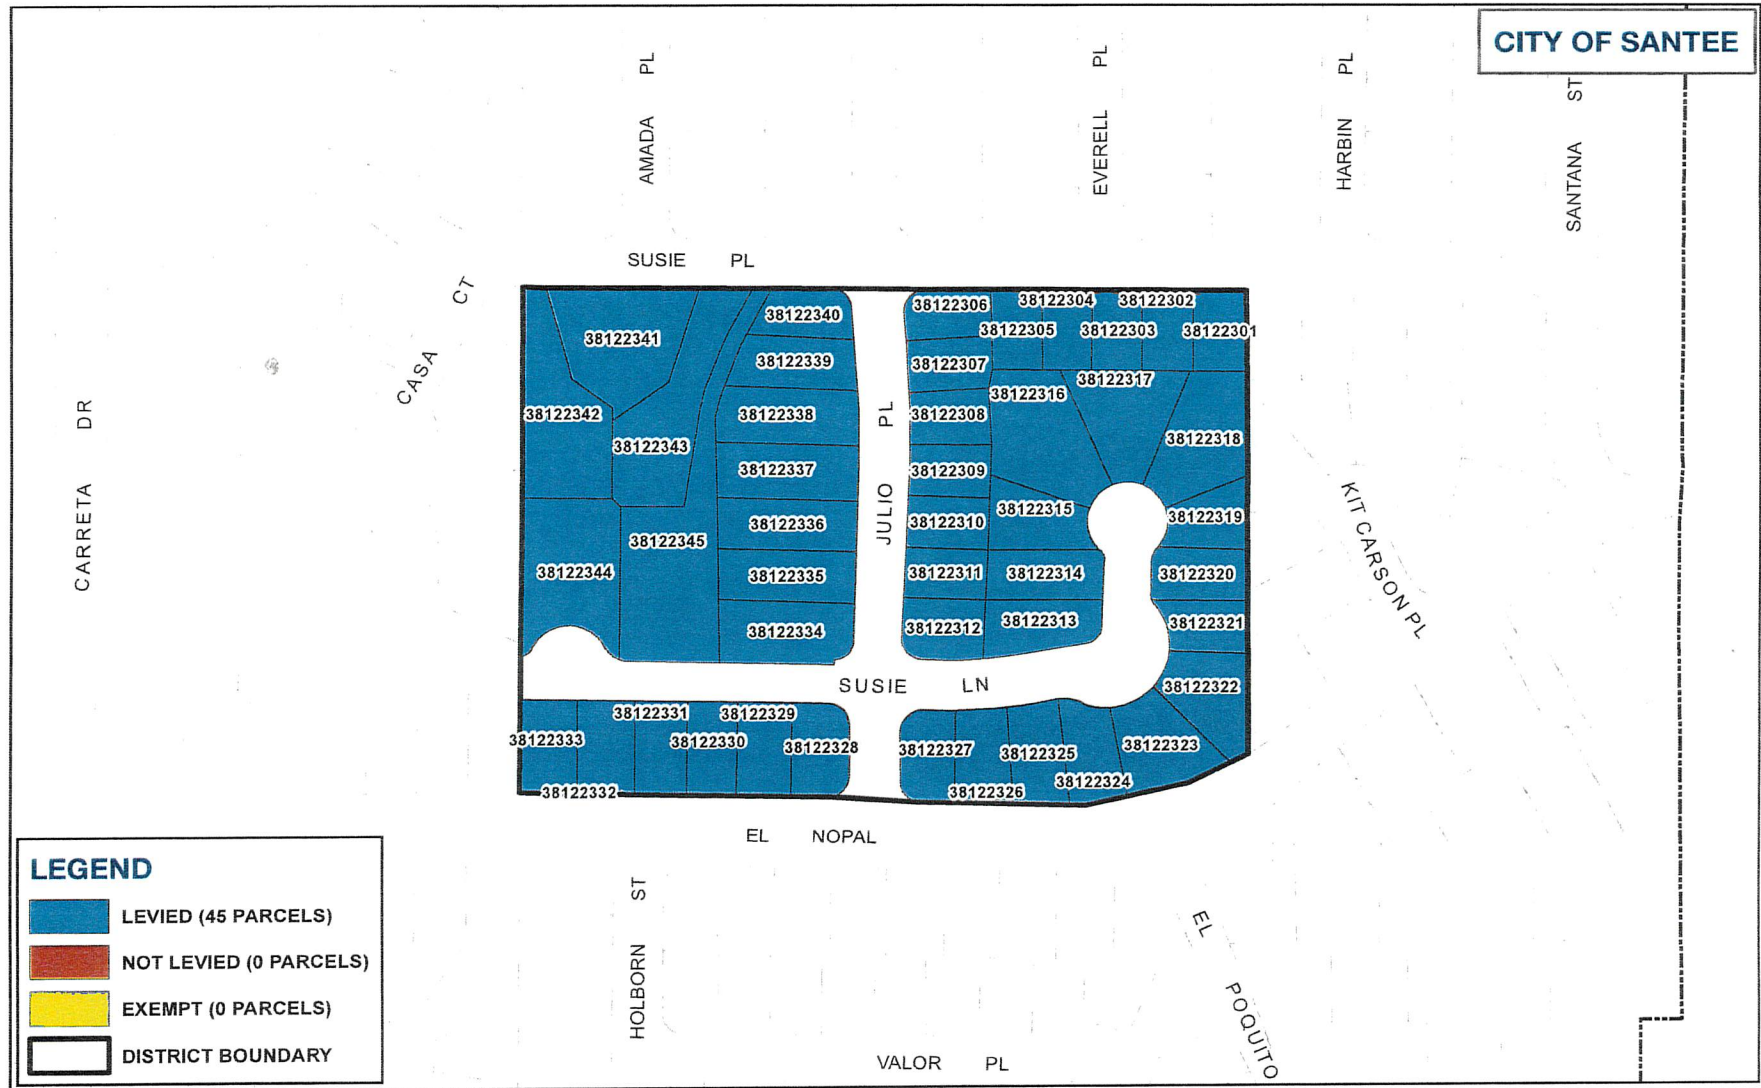 CITY OF SANTEE
AMADA PL
EVERELL PL
HARBIN PL
SANTANA ST
SUSIE PL
CASA CT
CARRETA DR
38122341
38122340
38122306
38122304
38122302
38122305
38122303
38122301
38122339
38122307
38122317
38122316
38122342
38122338
38122308
38122318
38122343
JULIO PL
38122337
38122309
38122315
38122319
KIT CARSON PL
38122336
38122310
38122345
38122344
38122335
38122311
38122314
38122320
38122334
38122312
38122313
38122321
SUSIE LN
38122322
38122331
38122329
38122333
38122330
38122328
38122327
38122325
38122323
38122332
38122326
38122324
EL NOPAL
HOLBORN ST
EL POQUITO
VALOR PL
LEGEND
LEVIED (45 PARCELS)
NOT LEVIED (0 PARCELS)
EXEMPT (0 PARCELS)
DISTRICT BOUNDARY